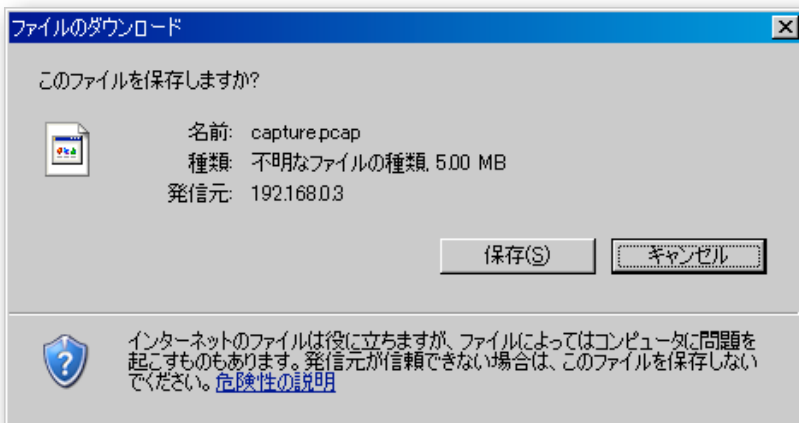 ファイルのダウンロード
このファイルを保存しますか?
名前: capture.pcap
種類: 不明なファイルの種類, 5.00 MB
発信元: 192.168.0.3
保存(S) キャンセル
インターネットのファイルは役に立ちますが、ファイルによってはコンピュータに問題を
起こすものもあります。発信元が信頼できない場合は、このファイルを保存しない
でください。危険性の説明